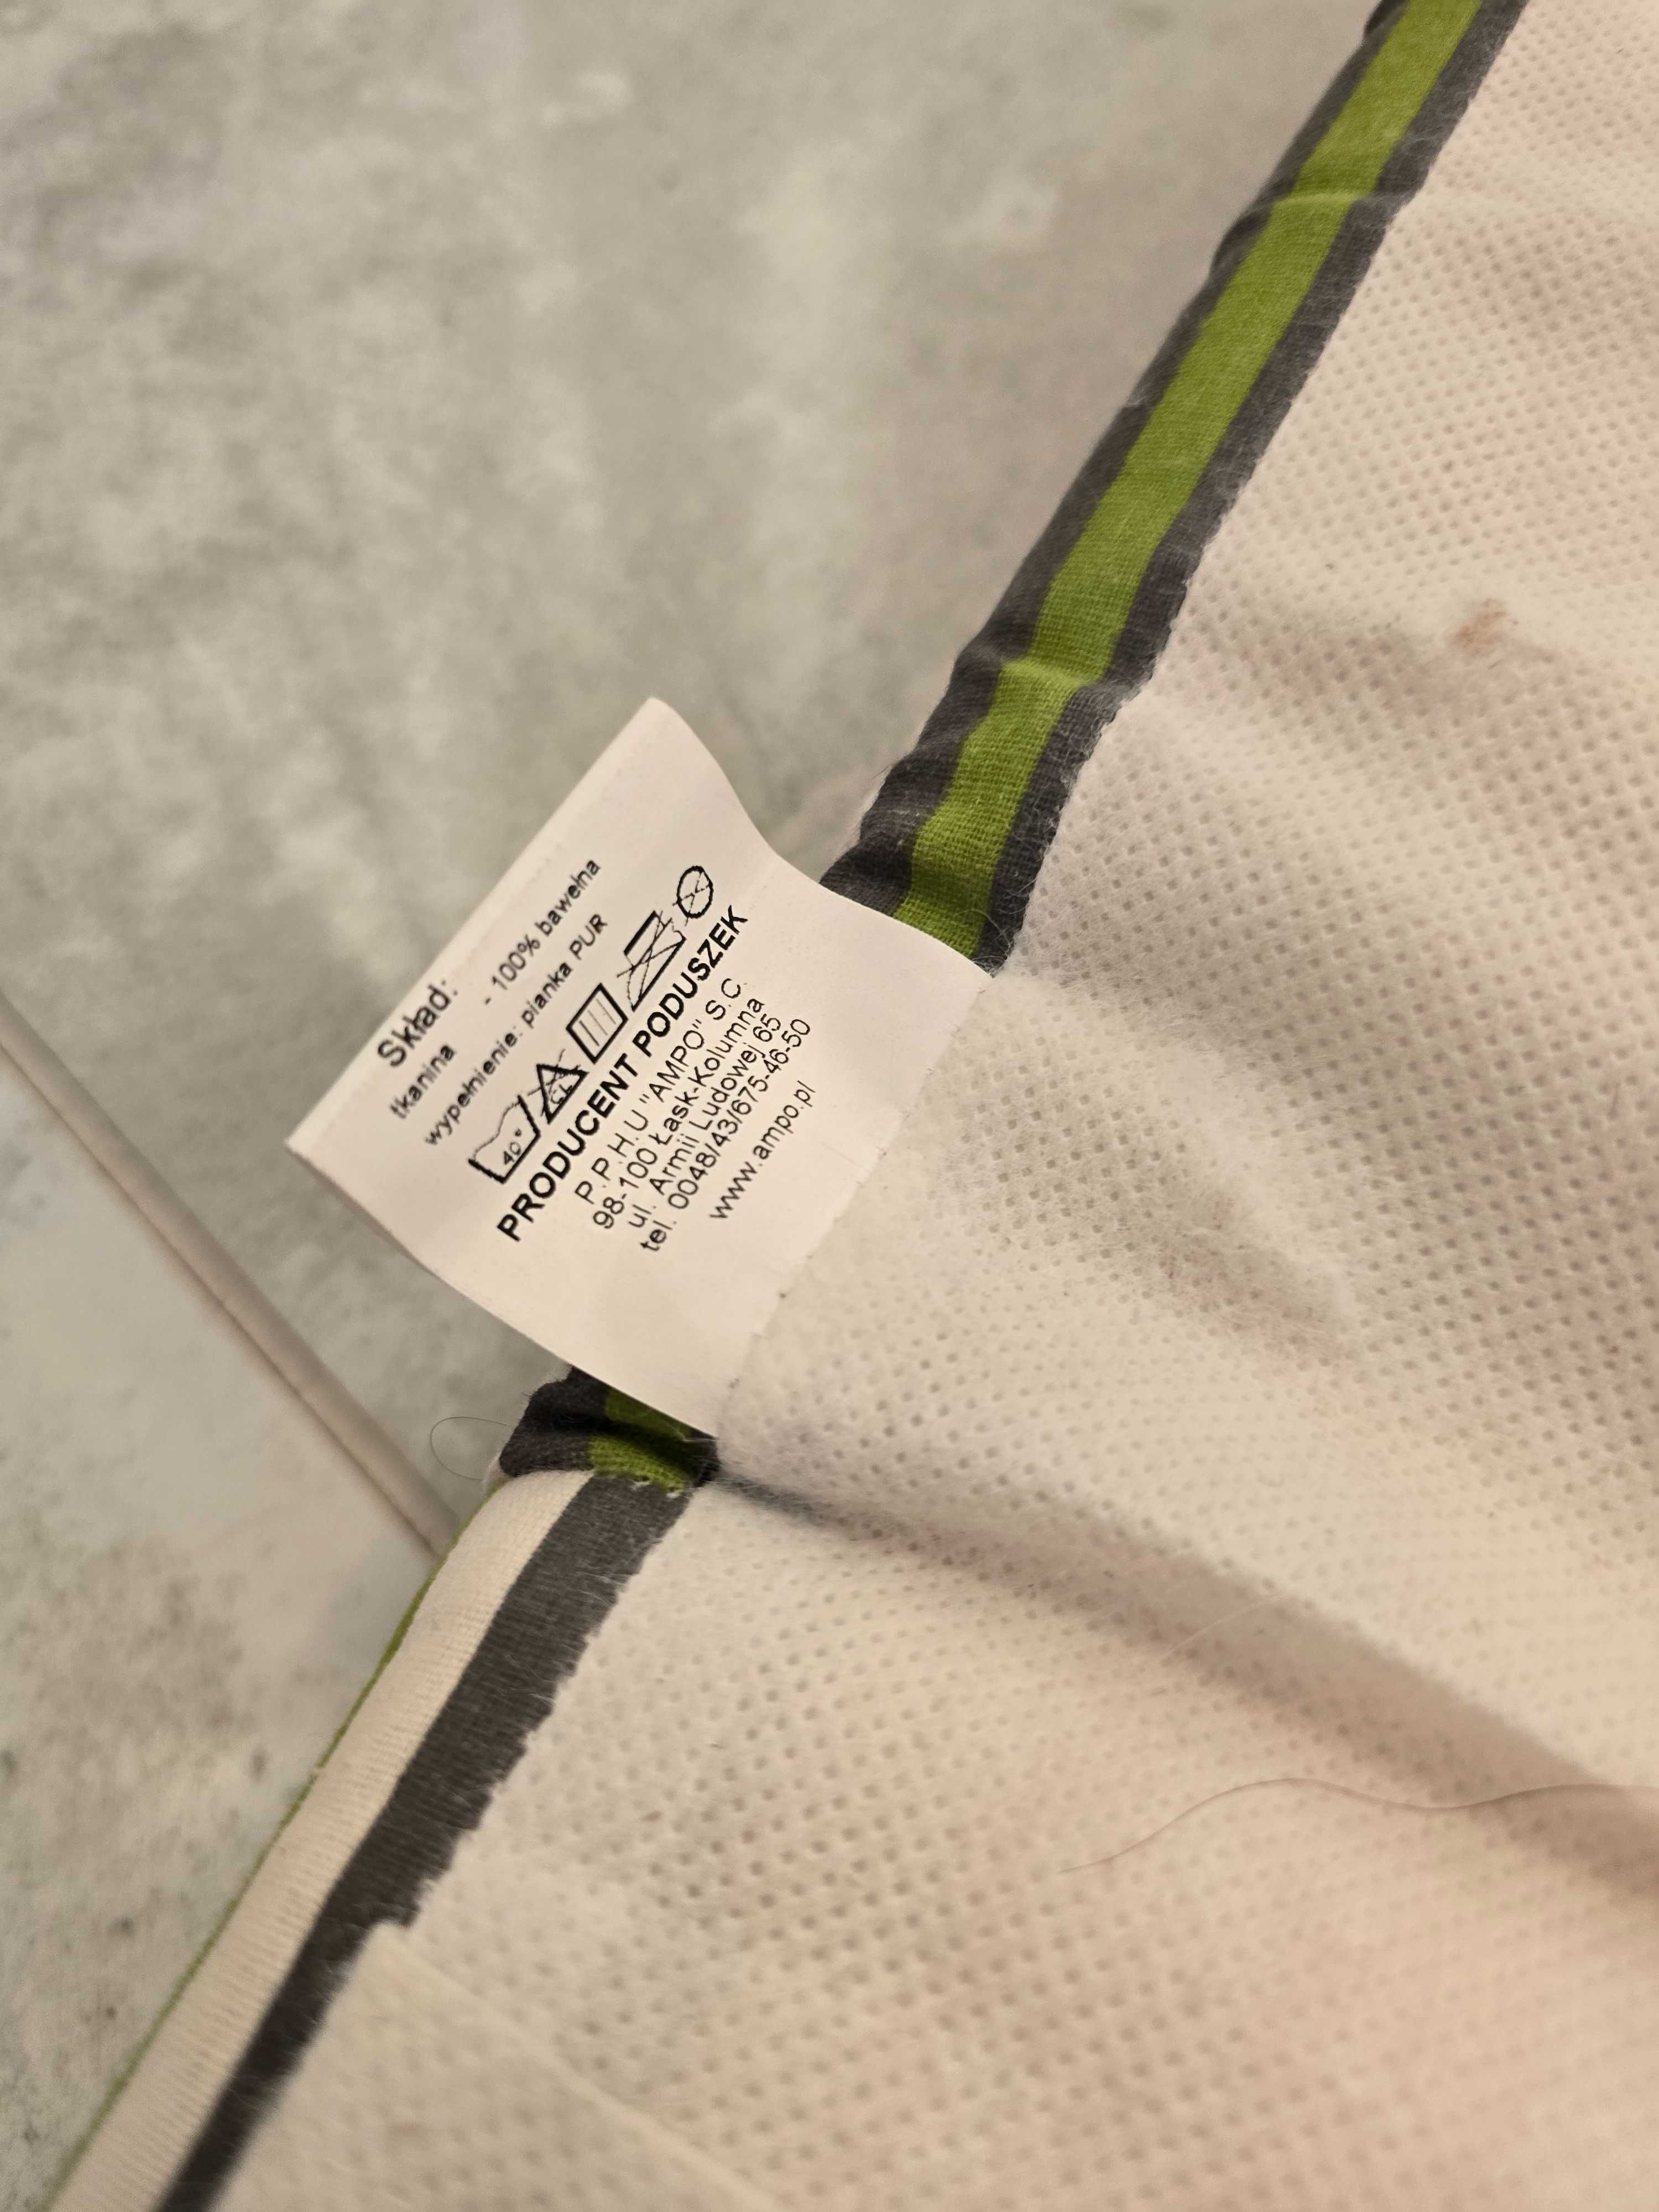 Skład:
tkanina - 100% bawełna
wypełnienie: pianka PUR
40° CL
PRODUCENT PODUSZEK
P.P.H.U "AMPO" S.C.
98-100 Łask-Kolumna
ul. Armii Ludowej 65
tel. 0048/43/675-46-50
www.ampo.pl